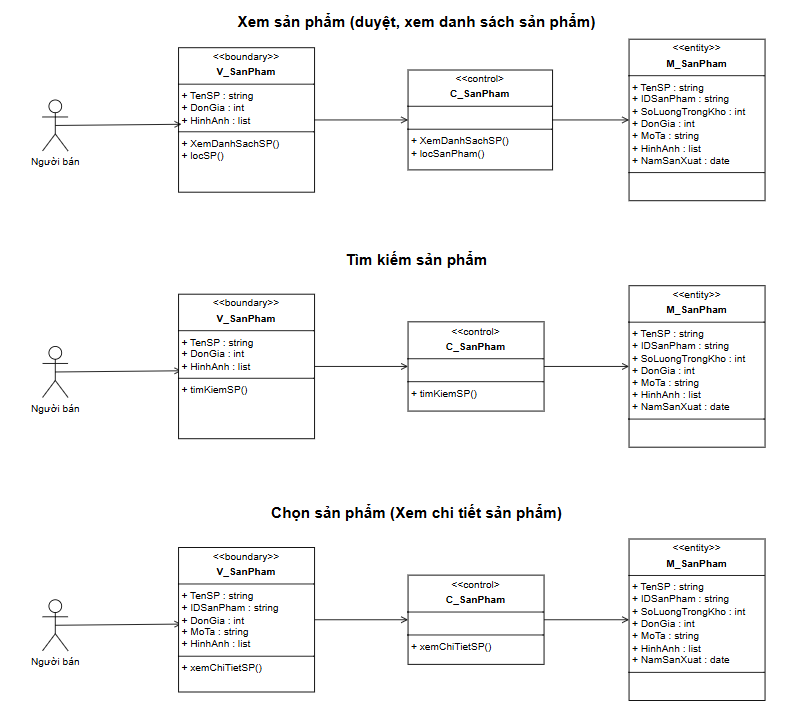 Xem sản phẩm (duyệt, xem danh sách sản phẩm)
<<boundary>>
V_SanPham
+ TenSP : string
+ DonGia : int
+ HinhAnh : list
+ XemDanhSachSP()
+ locSP()
<<control>
C_SanPham
+ XemDanhSachSP()
+ locSanPham()
<<entity>>
M_SanPham
+ TenSP : string
+ IDSanPham : string
+ SoLuongTrongKho : int
+ DonGia : int
+ MoTa : string
+ HinhAnh : list
+ NamSanXuat : date
Người bán
Tìm kiếm sản phẩm
<<boundary>>
V_SanPham
+ TenSP : string
+ DonGia : int
+ HinhAnh : list
+ timKiemSP()
<<control>
C_SanPham
+ timKiemSP()
<<entity>>
M_SanPham
+ TenSP : string
+ IDSanPham : string
+ SoLuongTrongKho : int
+ DonGia : int
+ MoTa : string
+ HinhAnh : list
+ NamSanXuat : date
Người bán
Chọn sản phẩm (Xem chi tiết sản phẩm)
<<boundary>>
V_SanPham
+ TenSP : string
+ IDSanPham : string
+ DonGia : int
+ MoTa : string
+ HinhAnh : list
+ xemChiTietSP()
<<control>
C_SanPham
+ xemChiTietSP()
<<entity>>
M_SanPham
+ TenSP : string
+ IDSanPham : string
+ SoLuongTrongKho : int
+ DonGia : int
+ MoTa : string
+ HinhAnh : list
+ NamSanXuat : date
Người bán